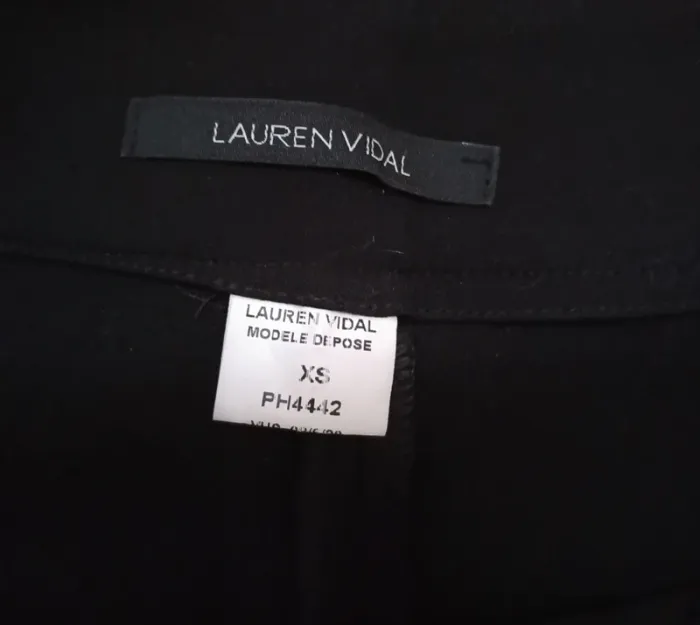 LAUREN VIDAL
LAUREN VIDAL
MODELE DEPOSE
XS
PH4442